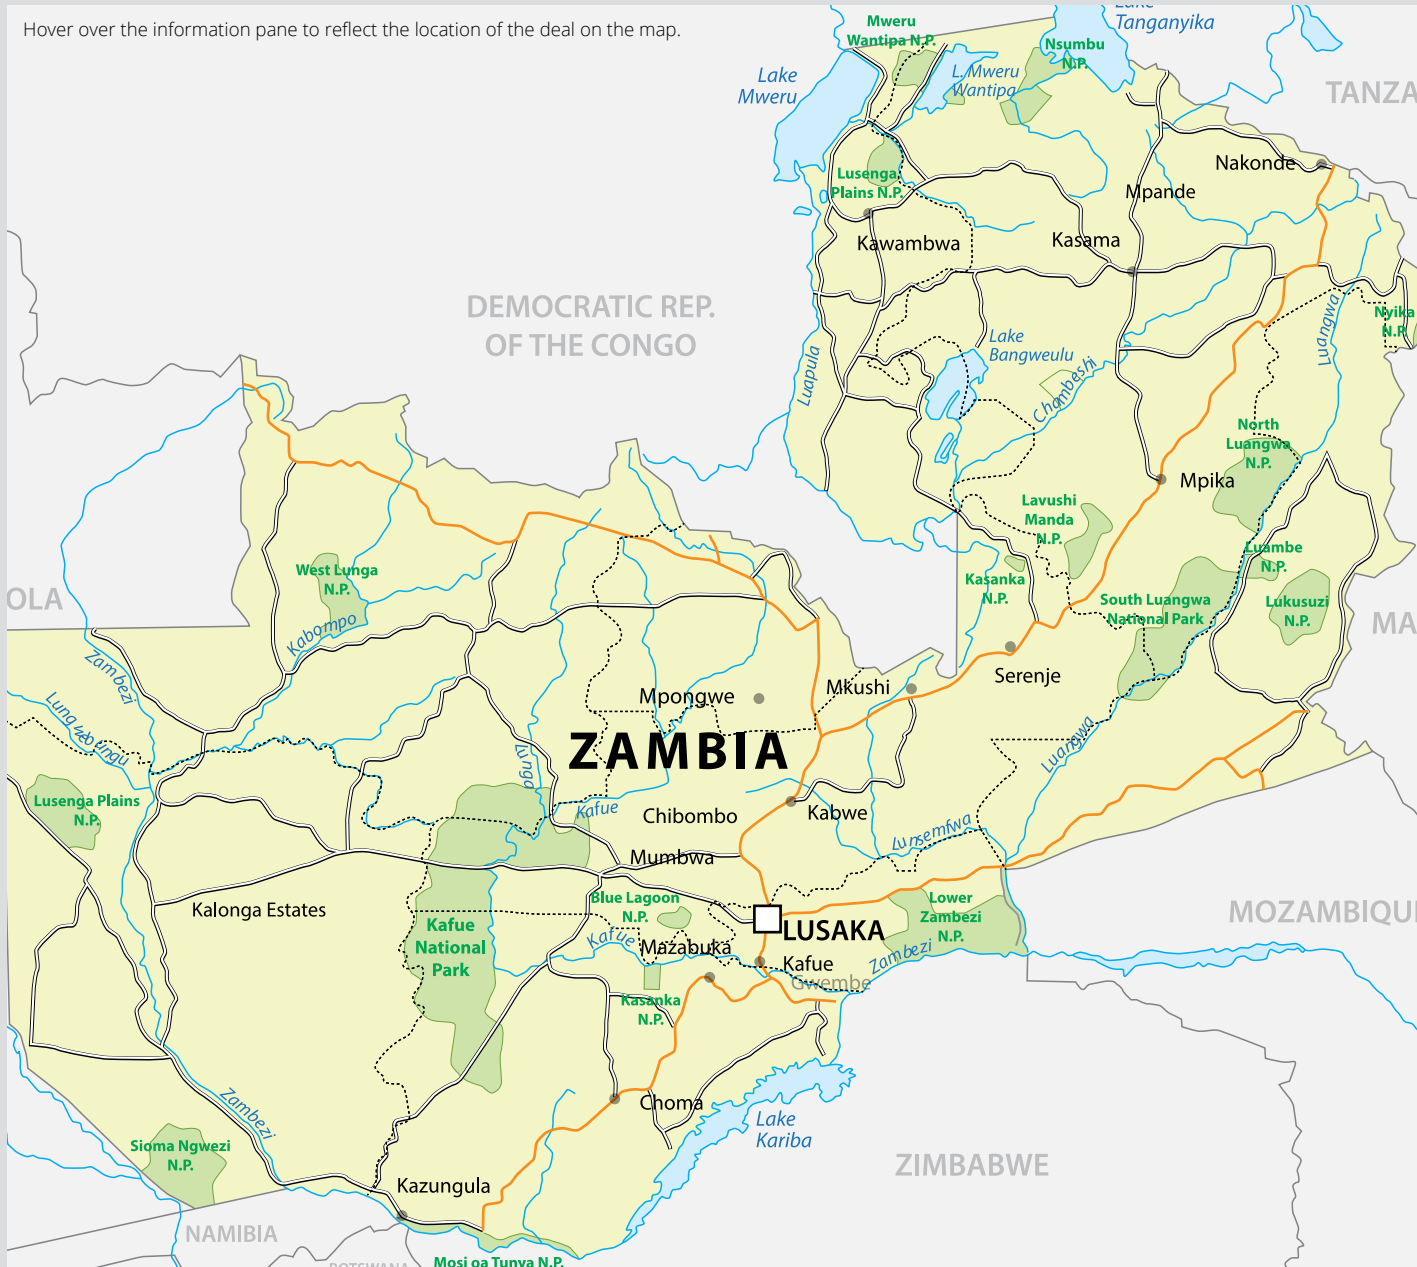 Hover over the information pane to reflect the location of the deal on the map.
Mweru
Wantipa N.P.
Lake
Tanganyika
Nsumbu
N.P.
Lake
Mweru
L. Mweru
Wantipa
TANZA
Nakonde
Lusenga
Plains N.P.
Mpande
Kawambwa
Kasama
DEMOCRATIC REP.
OF THE CONGO
Luangwa
Nyika
N.P.
Lake
Bangweulu
Luapula
Chambeshi
North
Luangwa
N.P.
Mpika
Lavushi
Manda
N.P.
Luambe
N.P.
West Lunga
N.P.
Kasanka
N.P.
OLA
South Luangwa
National Park
Lukusuzi
N.P.
MA
Kabompo
Zambezi
Serenje
Mkushi
Mpongwe
Lungwebungu
Luangwa
ZAMBIA
Lunga
Lusenga Plains
N.P.
Kafue
Chibombo
Kabwe
Lunsemfwa
Mumbwa
Kalonga Estates
Blue Lagoon
N.P.
Lower
Zambezi
N.P.
MOZAMBIQU
Kafue
National
Park
LUSAKA
Kafue
Mazabuka
Zambezi
Kafue
Gwembe
Kasanka
N.P.
Zambezi
Choma
Lake
Kariba
Sioma Ngwezi
N.P.
ZIMBABWE
Kazungula
NAMIBIA
Mosi oa Tunya N.P.
BOTSWANA